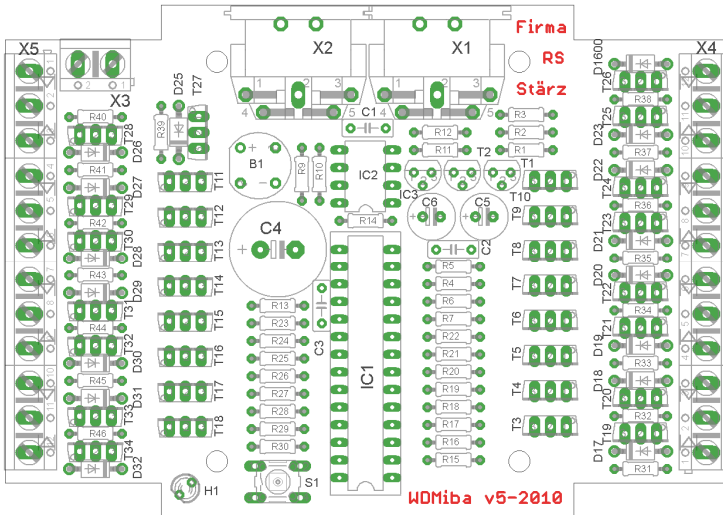 Firma
RS
Stärz
X5
X3
X2
X1
X4
D1600
T26
R38
T25
D23
R37
D22
T24
R36
T23
D21
R35
D20
T22
R34
T21
D19
R33
D18
T20
R32
T19
D17
R31
R40
T28
D26
R41
D27
T29
R42
T30
D28
R43
D29
T31
R44
T32
D30
R45
D31
T33
R46
T34
D32
D25
T27
R39
T11
T12
T13
T14
T15
T16
T17
T18
B1
R9
R10
C1
IC2
R14
C4
C3
R13
R23
R24
R25
R26
R27
R28
R29
R30
IC1
R12
R11
R3
R2
R1
T2
T1
IC3
T10
C6
C5
C2
R5
R4
R6
R7
R22
R21
R20
R19
R18
R17
R16
R15
T9
T8
T7
T6
T5
T4
T3
H1
S1
WDMiba v5-2010